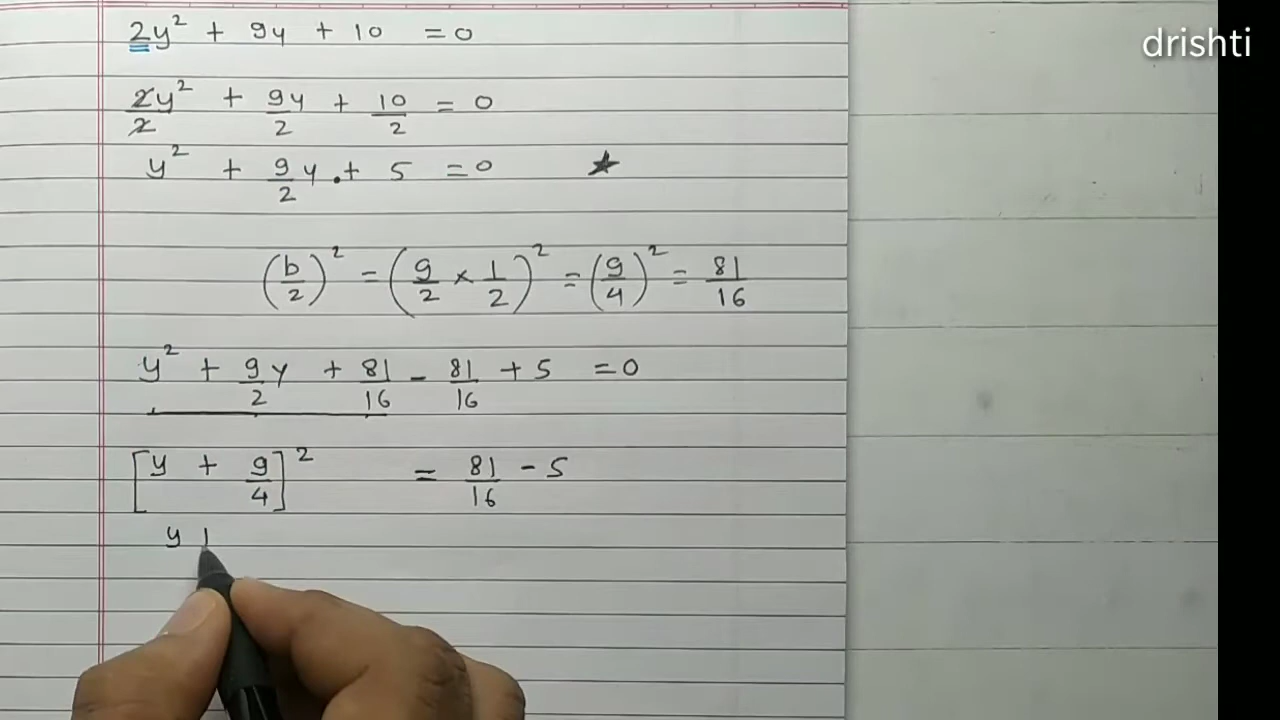 drishti
2y² + 9y + 10 = 0
2y²/2 + 9y/2 + 10/2 = 0
y² + 9/2 y + 5 = 0 ★
(b/2)² = (9/2 × 1/2)² = (9/4)² = 81/16
y² + 9/2 y + 81/16 - 81/16 + 5 = 0
[y + 9/4]² = 81/16 - 5
y